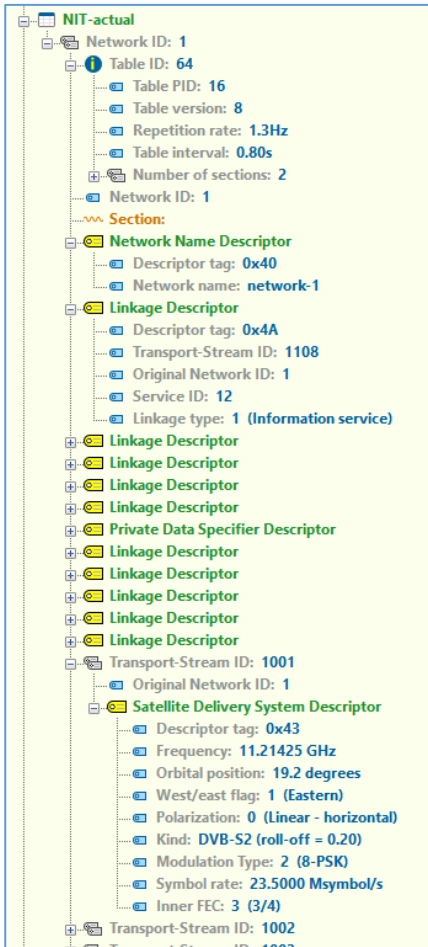 NIT-actual
Network ID: 1
Table ID: 64
Table PID: 16
Table version: 8
Repetition rate: 1.3Hz
Table interval: 0.80s
Number of sections: 2
Network ID: 1
Section:
Network Name Descriptor
Descriptor tag: 0x40
Network name: network-1
Linkage Descriptor
Descriptor tag: 0x4A
Transport-Stream ID: 1108
Original Network ID: 1
Service ID: 12
Linkage type: 1 (Information service)
Linkage Descriptor
Linkage Descriptor
Linkage Descriptor
Linkage Descriptor
Private Data Specifier Descriptor
Linkage Descriptor
Linkage Descriptor
Linkage Descriptor
Linkage Descriptor
Linkage Descriptor
Transport-Stream ID: 1001
Original Network ID: 1
Satellite Delivery System Descriptor
Descriptor tag: 0x43
Frequency: 11.21425 GHz
Orbital position: 19.2 degrees
West/east flag: 1 (Eastern)
Polarization: 0 (Linear - horizontal)
Kind: DVB-S2 (roll-off = 0.20)
Modulation Type: 2 (8-PSK)
Symbol rate: 23.5000 Msymbol/s
Inner FEC: 3 (3/4)
Transport-Stream ID: 1002